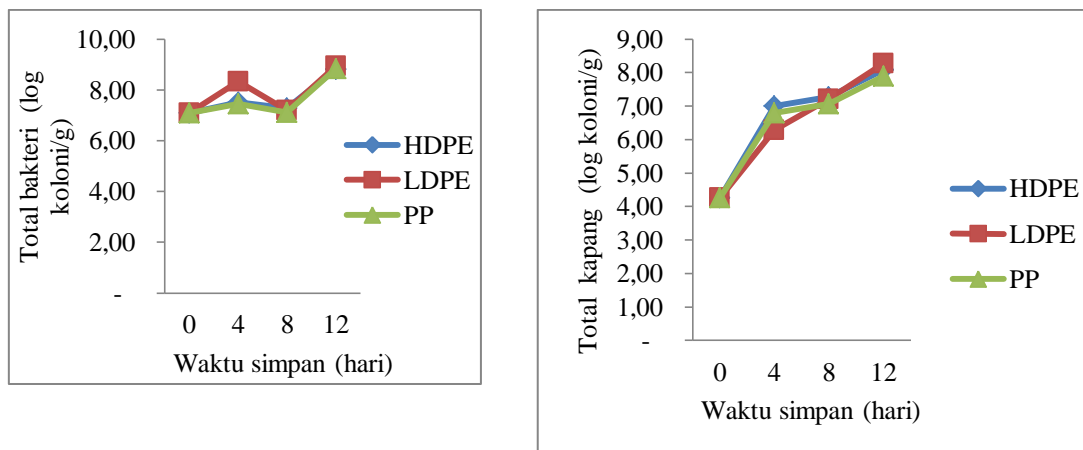 10,00
8,00
6,00
4,00
2,00
-
Total bakteri (log
koloni/g)
0 4 8 12
Waktu simpan (hari)
HDPE
LDPE
PP
9,00
8,00
7,00
6,00
5,00
4,00
3,00
2,00
1,00
-
Total kapang (log koloni/g)
0 4 8 12
Waktu simpan (hari)
HDPE
LDPE
PP